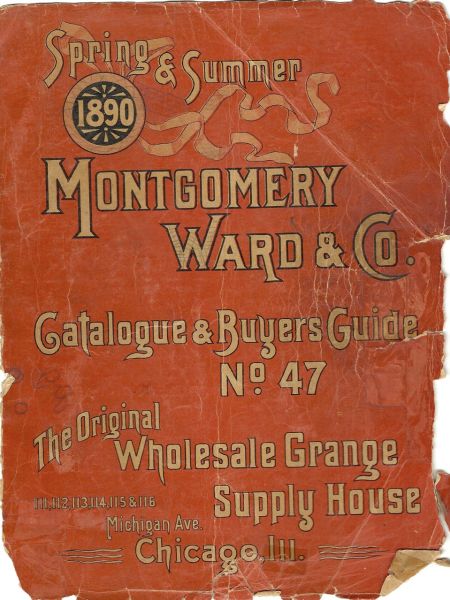 Spring & Summer
1890
MONTGOMERY
WARD & Co.
Catalogue & Buyers Guide
No 47
The Original
Wholesale Grange
Supply House
111,112,113,114,115 & 116
Michigan Ave.
Chicago, Ill.